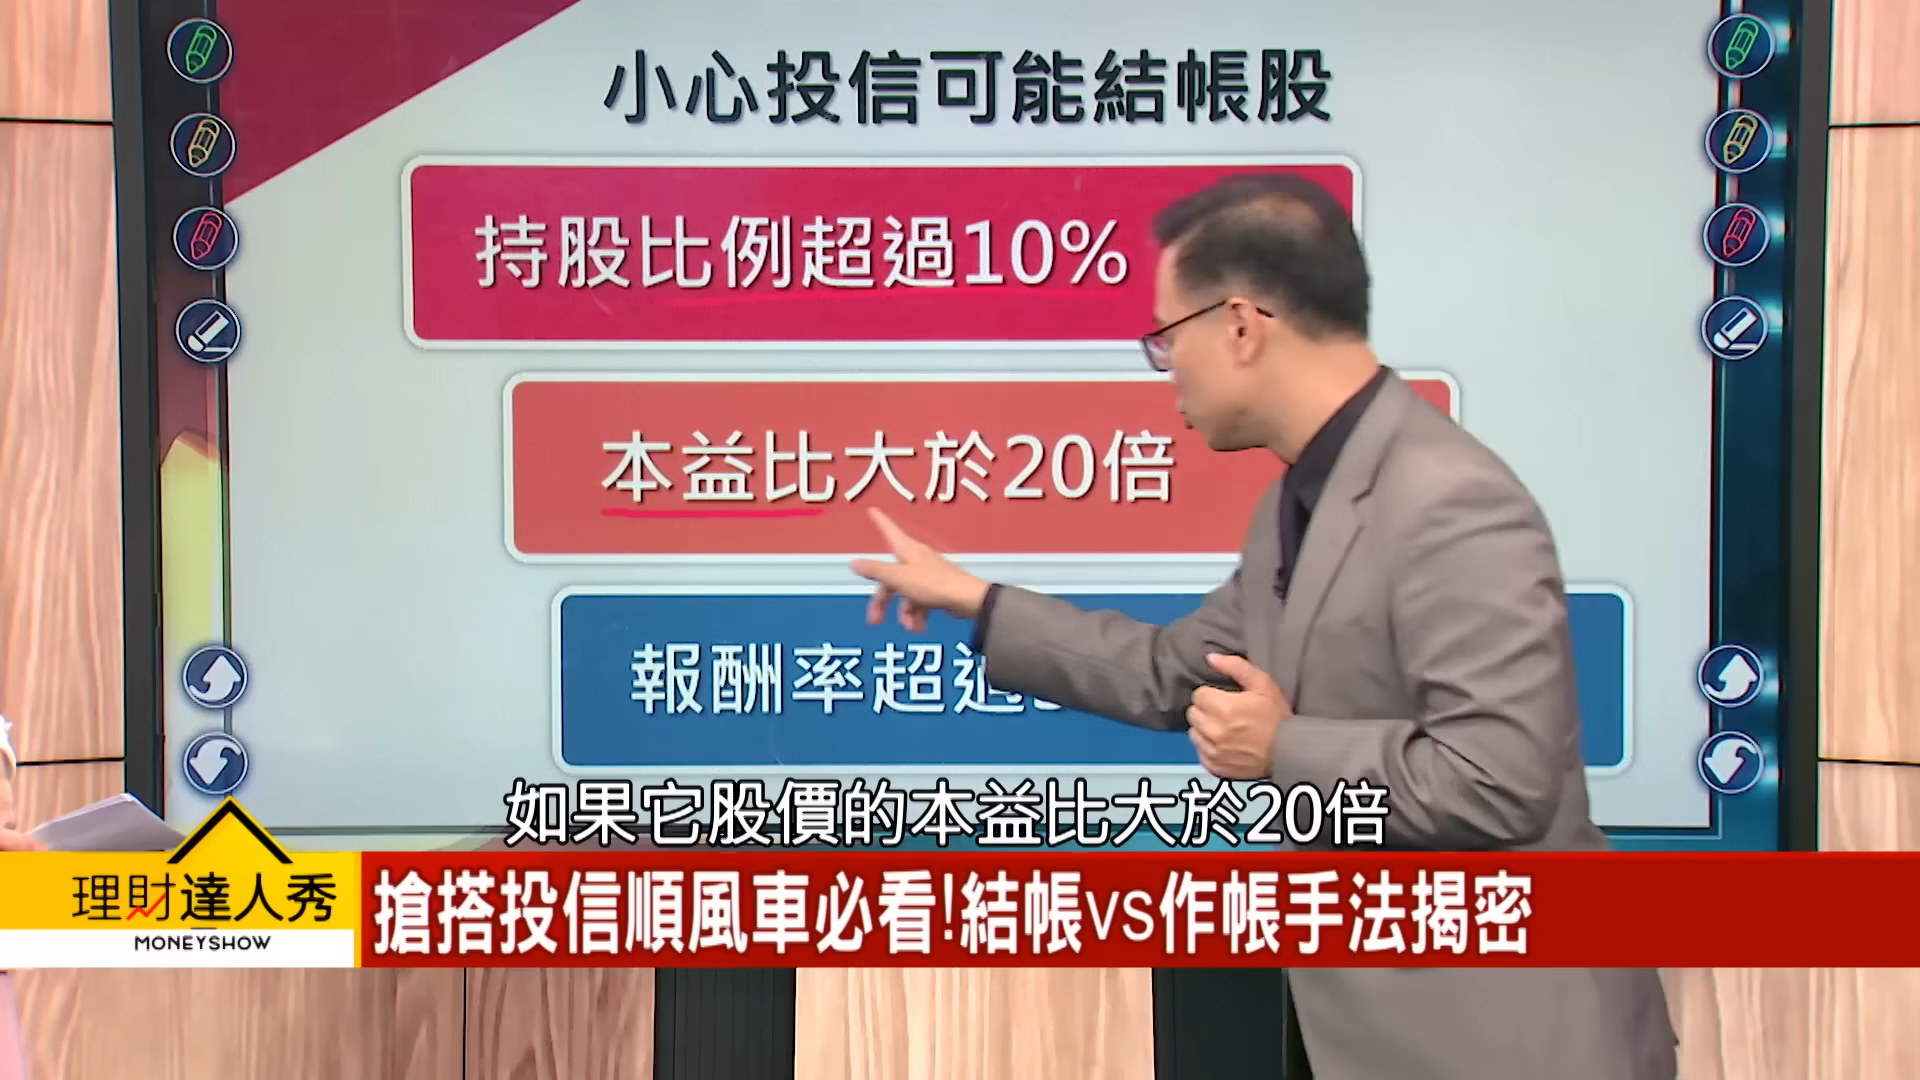 小心投信可能結帳股
持股比例超過10%
本益比大於20倍
報酬率超過
如果它股價的本益比大於20倍
理財達人秀
MONEYSHOW
搶搭投信順風車必看!結帳vs作帳手法揭密